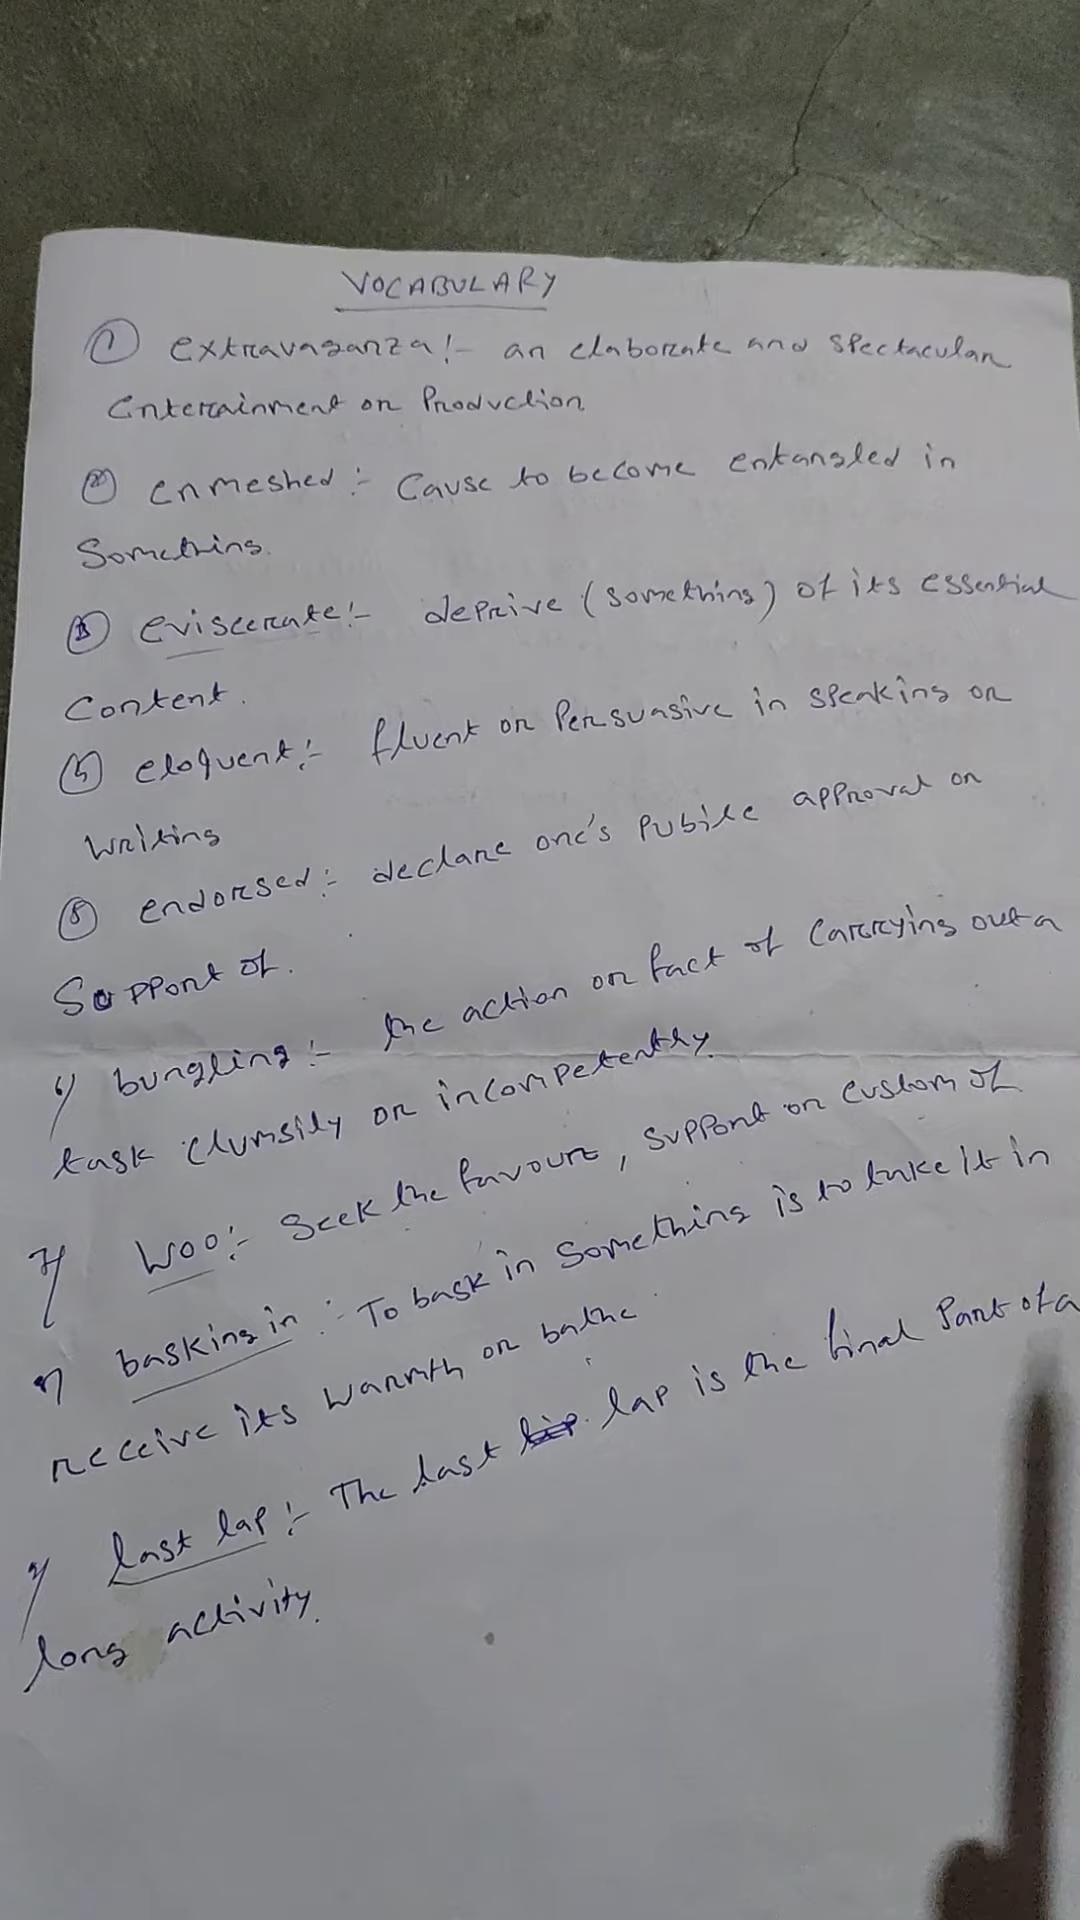 VOCABULARY
① extravaganza:- an elaborate and spectacular
entertainment or production
② enmeshed:- cause to become entangled in
something.
③ eviscerate:- deprive (something) of its essential
content.
④ eloquent:- fluent or persuasive in speaking or
writing
⑤ endorsed:- declare one's pubilc approval or
support of.
6) bungling:- the action or fact of carrying out a
task clumsily or incompetently.
7) Woo:- Seek the favour, support or custom of
8) basking in:- To bask in something is to take it in
receive its warmth or bathe
9) last lap:- The last lap is the final part of a
long activity.